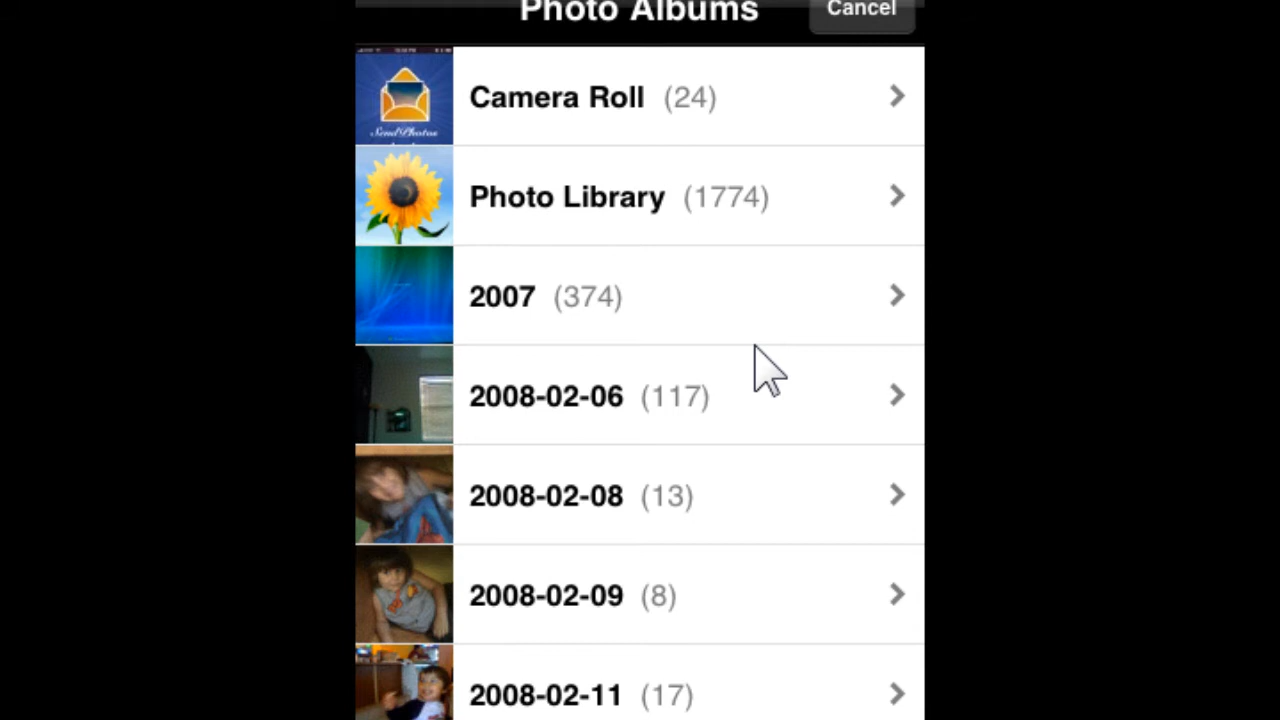 Photo Albums
Cancel
SendPhotos
Camera Roll (24)
Photo Library (1774)
2007 (374)
2008-02-06 (117)
2008-02-08 (13)
2008-02-09 (8)
2008-02-11 (17)